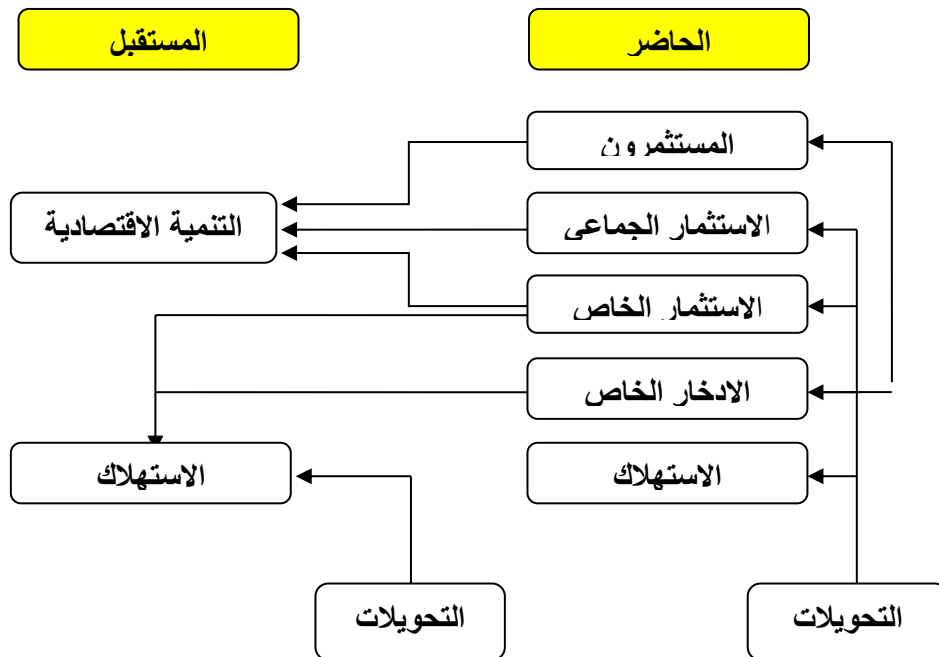 الحاضر
المستقبل
المستثمرون
الاستثمار الجماعي
التنمية الاقتصادية
الاستثمار الخاص
الادخار الخاص
الاستهلاك
الاستهلاك
التحويلات
التحويلات